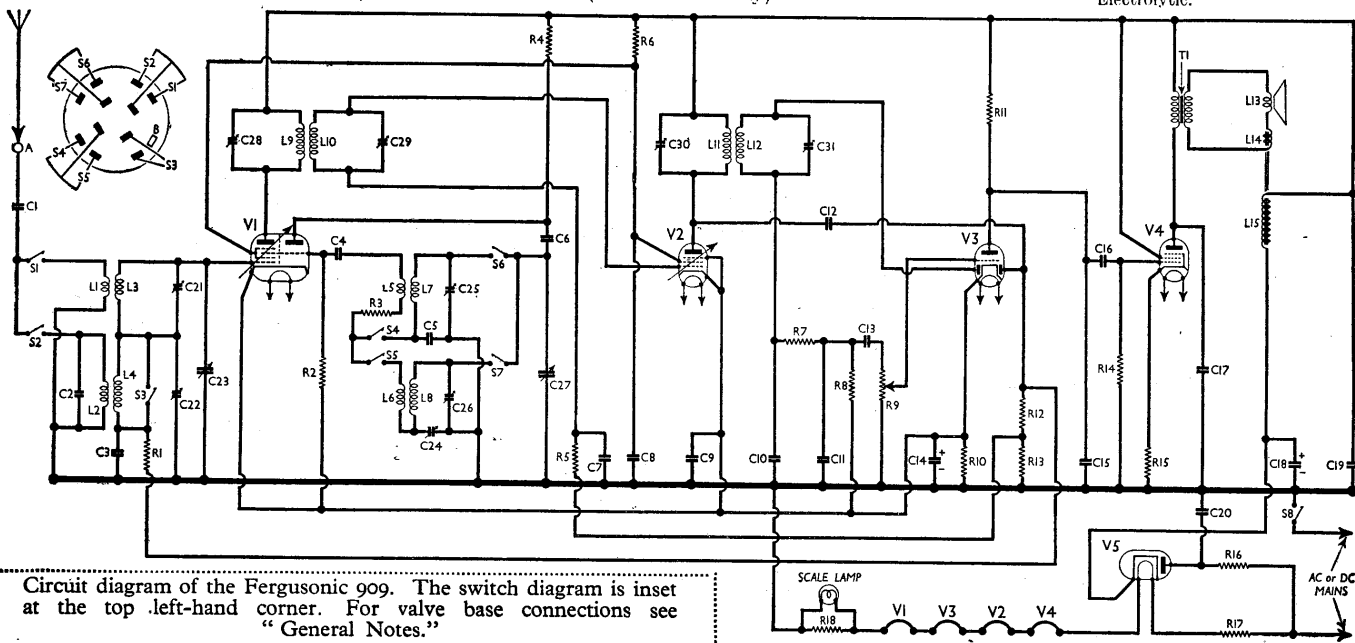 Electrolytic.
R4
R6
S6
S2
S7
S1
S4
B
S5
S3
A
T1
L13
L14
R11
C28
L9
L10
C29
C30
L11
L12
C31
C1
L15
V1
C12
V2
V3
V4
C4
C6
C16
S1
S6
L1
L3
C21
L5
L7
C25
R3
S4
C5
S2
S5
S7
R7
C13
L4
R2
C27
R14
C17
C2
S3
C23
R8
L2
C22
L6
L8
C26
R9
R12
C24
C3
R1
R5
C7
C8
C9
C10
C11
C14
+
−
R10
R13
C15
R15
C18
+
−
C19
C20
S8
V5
R16
AC or DC
MAINS
SCALE LAMP
R18
V1
V3
V2
V4
R17
Circuit diagram of the Fergusonic 909. The switch diagram is inset
at the top left-hand corner. For valve base connections see
"General Notes."